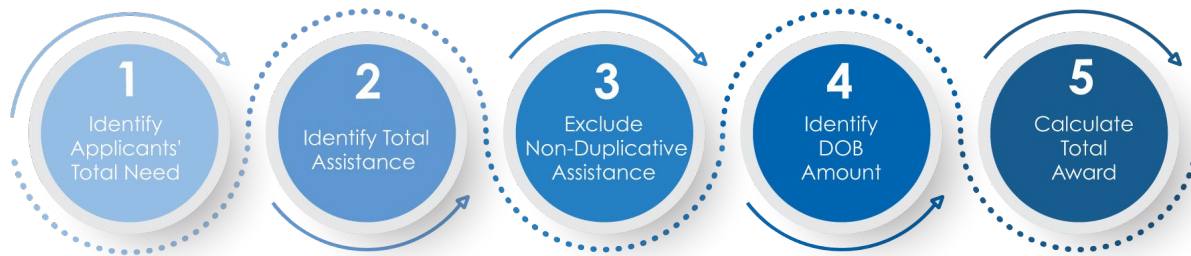 1
Identify
Applicants'
Total Need
2
Identify Total
Assistance
3
Exclude
Non-Duplicative
Assistance
4
Identify
DOB
Amount
5
Calculate
Total
Award